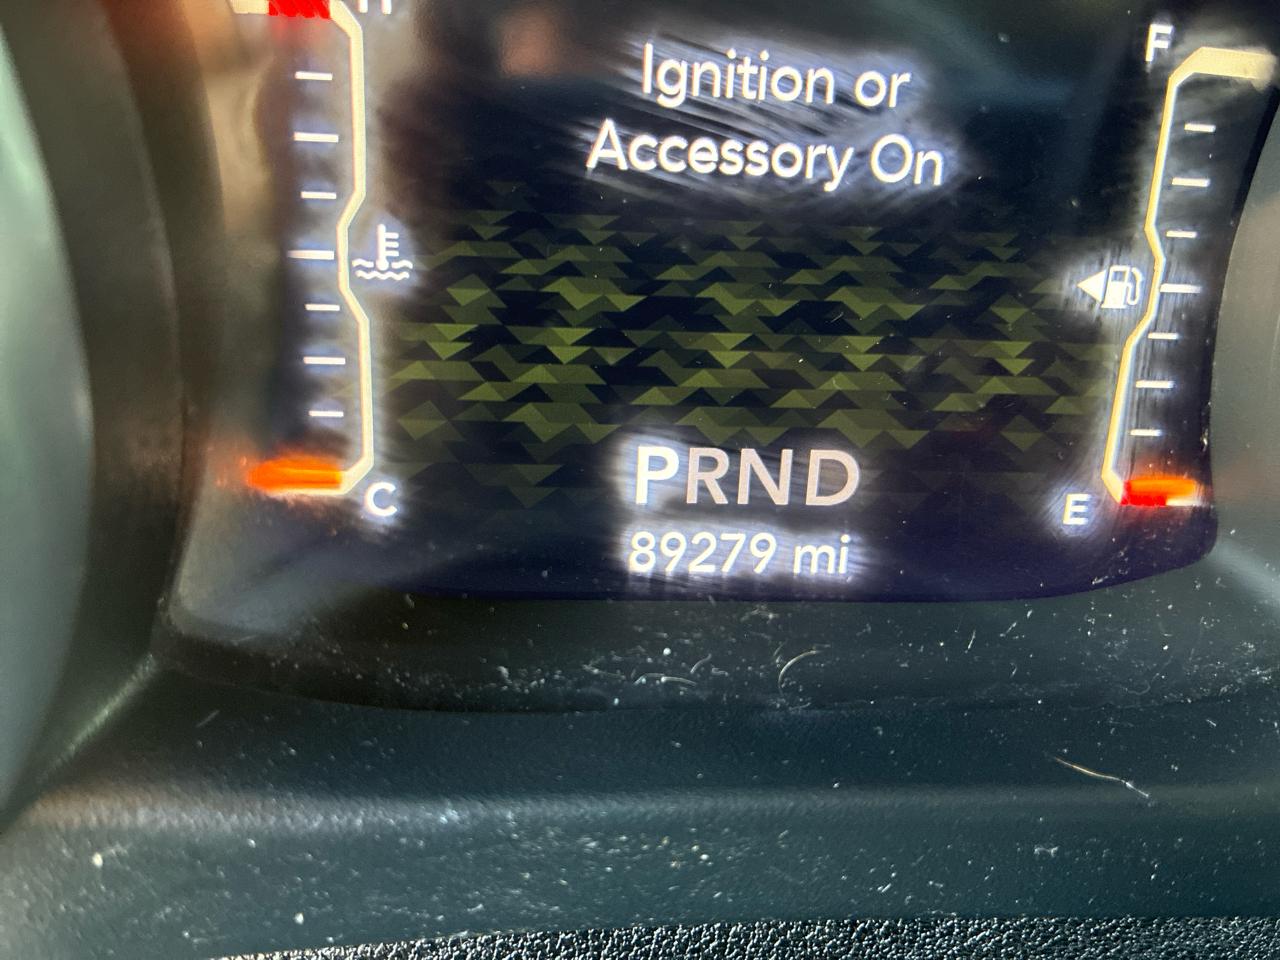 H
F
Ignition or
Accessory On
C
E
PRND
89279 mi